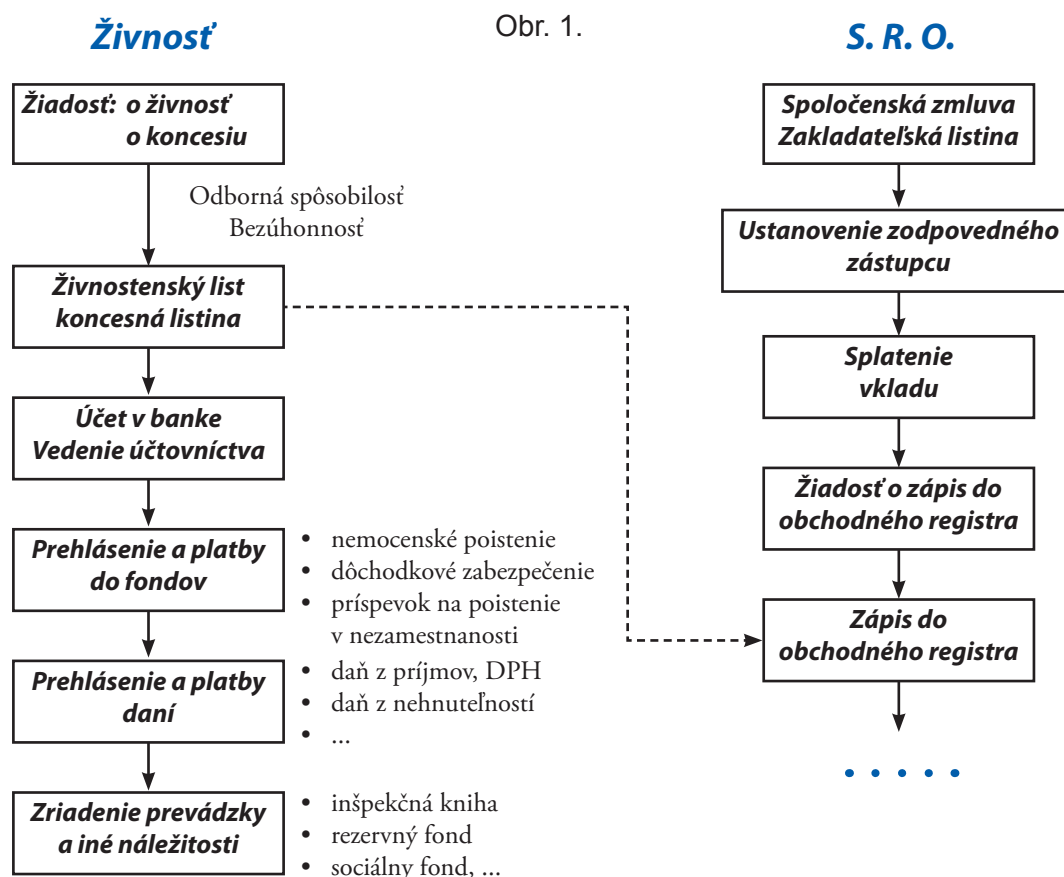 Obr. 1.
Živnosť
Žiadosť: o živnosť
o koncesiu
Odborná spôsobilosť
Bezúhonnosť
Živnostenský list
koncesná listina
Účet v banke
Vedenie účtovníctva
Prehlásenie a platby
do fondov
• nemocenské poistenie
• dôchodkové zabezpečenie
• príspevok na poistenie
v nezamestnanosti
Prehlásenie a platby
daní
• daň z príjmov, DPH
• daň z nehnuteľností
• ...
Zriadenie prevádzky
a iné náležitosti
• inšpekčná kniha
• rezervný fond
• sociálny fond, ...
S. R. O.
Spoločenská zmluva
Zakladateľská listina
Ustanovenie zodpovedného
zástupcu
Splatenie
vkladu
Žiadosť o zápis do
obchodného registra
Zápis do
obchodného registra
. . . . .